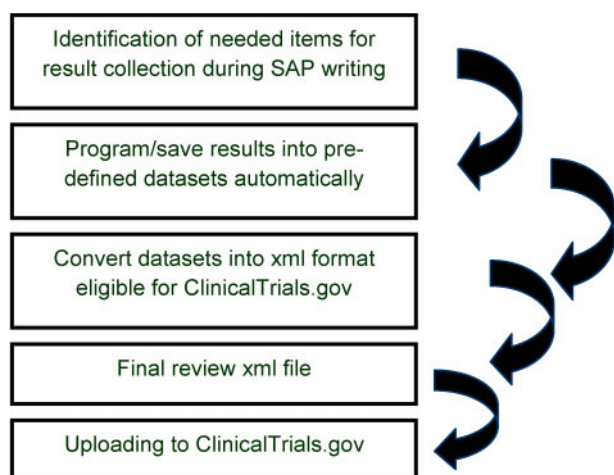 Identification of needed items for
result collection during SAP writing
Program/save results into pre-
defined datasets automatically
Convert datasets into xml format
eligible for ClinicalTrials.gov
Final review xml file
Uploading to ClinicalTrials.gov